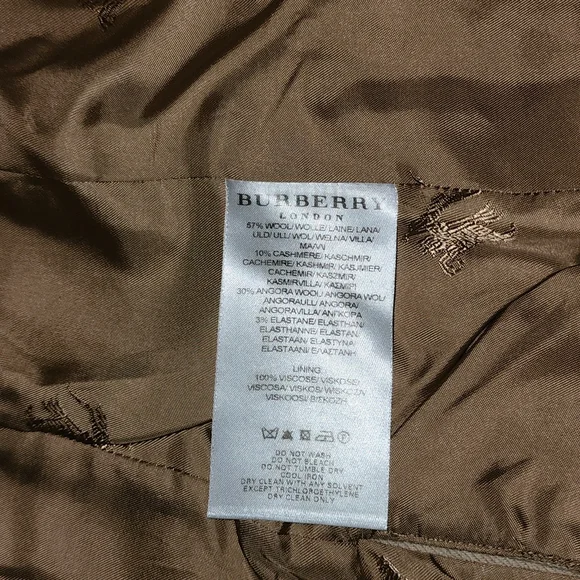 BURBERRY
LONDON
57% WOOL/ WOLLE/ LAINE/ LANA/
ULD/ ULL/ WOL/ WEŁNA/ VILLA/
10% CASHMERE/ KASCHMIR/
CACHEMIRE/ KASHMIR/ KASJMIER/
CACHEMIR/ KASZMIR/
KASMIRVILLA/ ΚΑΣΜΙΡΙ
30% ANGORA WOOL/ ANGORA WOL/
ANGORAULL/ ANGORA/
ANGORAVILLA/ ΑΝΓΚΟΡΑ
3% ELASTANE/ ELASTHAN/
ELASTHANNE/ ELASTAN/
ELASTAAN/ ELASTYNA/
ELASTAANI/ ΕΛΑΣΤΑΝΗ
LINING:
100% VISCOSE/ VISKOSE/
VISCOSA/ VISKOS/ WISKOZA/
VISKOOSI/ ΒΙΣΚΟΖΗ
DO NOT WASH
DO NOT BLEACH
DO NOT TUMBLE DRY
COOL IRON
DRY CLEAN WITH ANY SOLVENT
EXCEPT TRICHLOROETHYLENE
DRY CLEAN ONLY